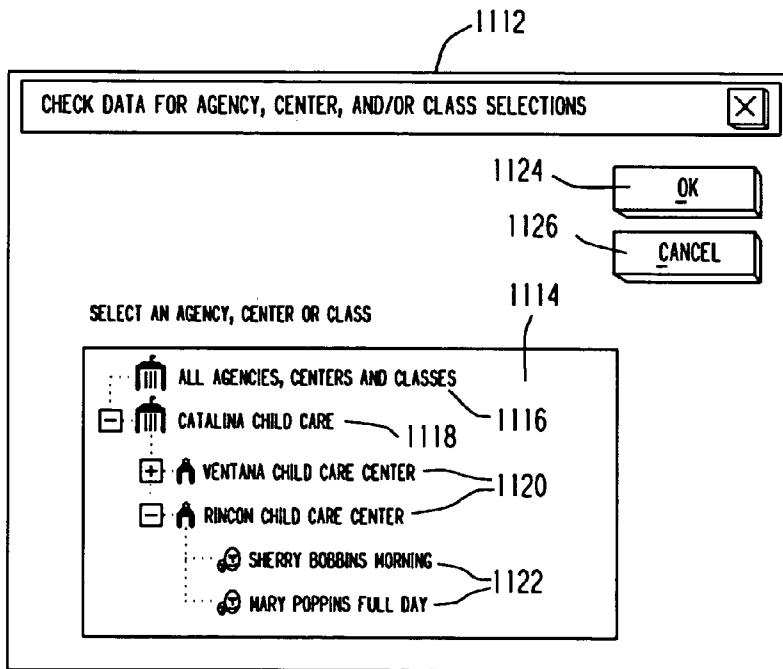 1112
CHECK DATA FOR AGENCY, CENTER, AND/OR CLASS SELECTIONS
1124
OK
1126
CANCEL
1114
SELECT AN AGENCY, CENTER OR CLASS
ALL AGENCIES, CENTERS AND CLASSES
1116
CATALINA CHILD CARE
1118
VENTANA CHILD CARE CENTER
1120
RINCON CHILD CARE CENTER
SHERRY BOBBINS MORNING
1122
MARY POPPINS FULL DAY